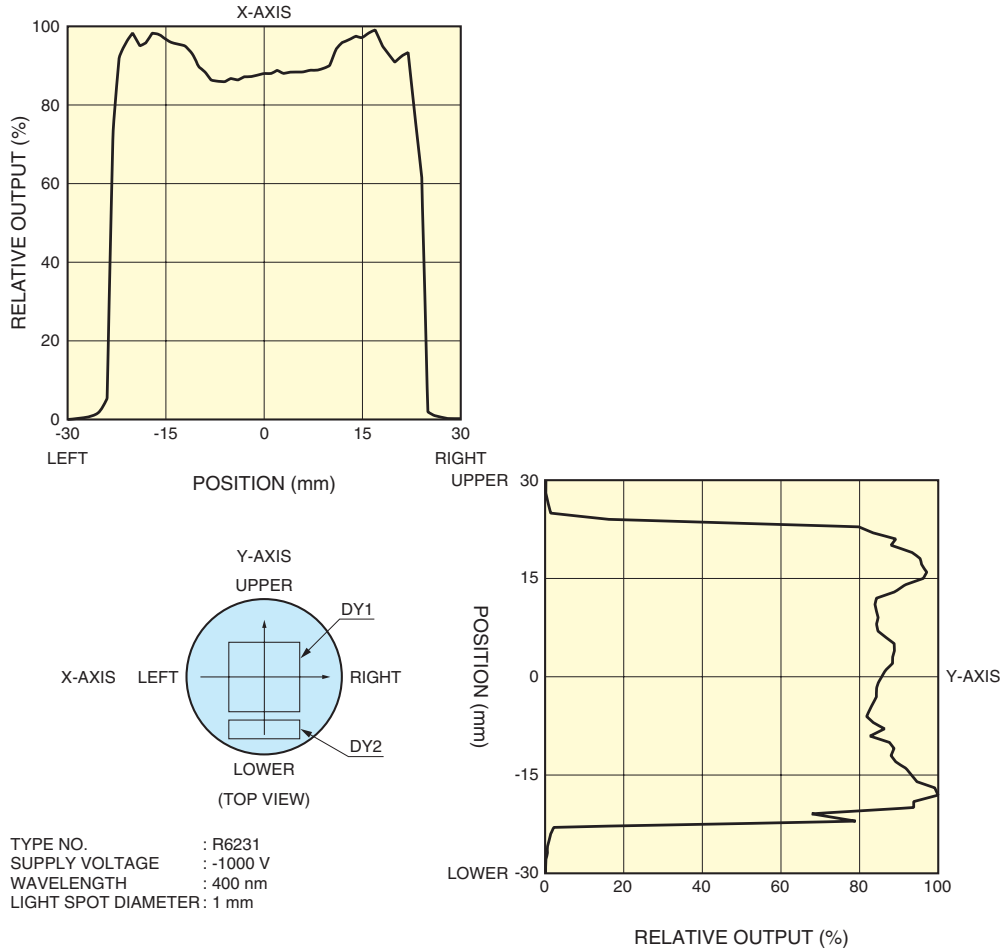 X-AXIS
100
80
60
40
20
0
RELATIVE OUTPUT (%)
-30 -15 0 15 30
LEFT RIGHT
POSITION (mm)
UPPER 30
15
0
-15
LOWER -30
POSITION (mm)
Y-AXIS
0 20 40 60 80 100
RELATIVE OUTPUT (%)
Y-AXIS
UPPER
DY1
X-AXIS LEFT RIGHT
DY2
LOWER
(TOP VIEW)
TYPE NO. : R6231
SUPPLY VOLTAGE : -1000 V
WAVELENGTH : 400 nm
LIGHT SPOT DIAMETER : 1 mm